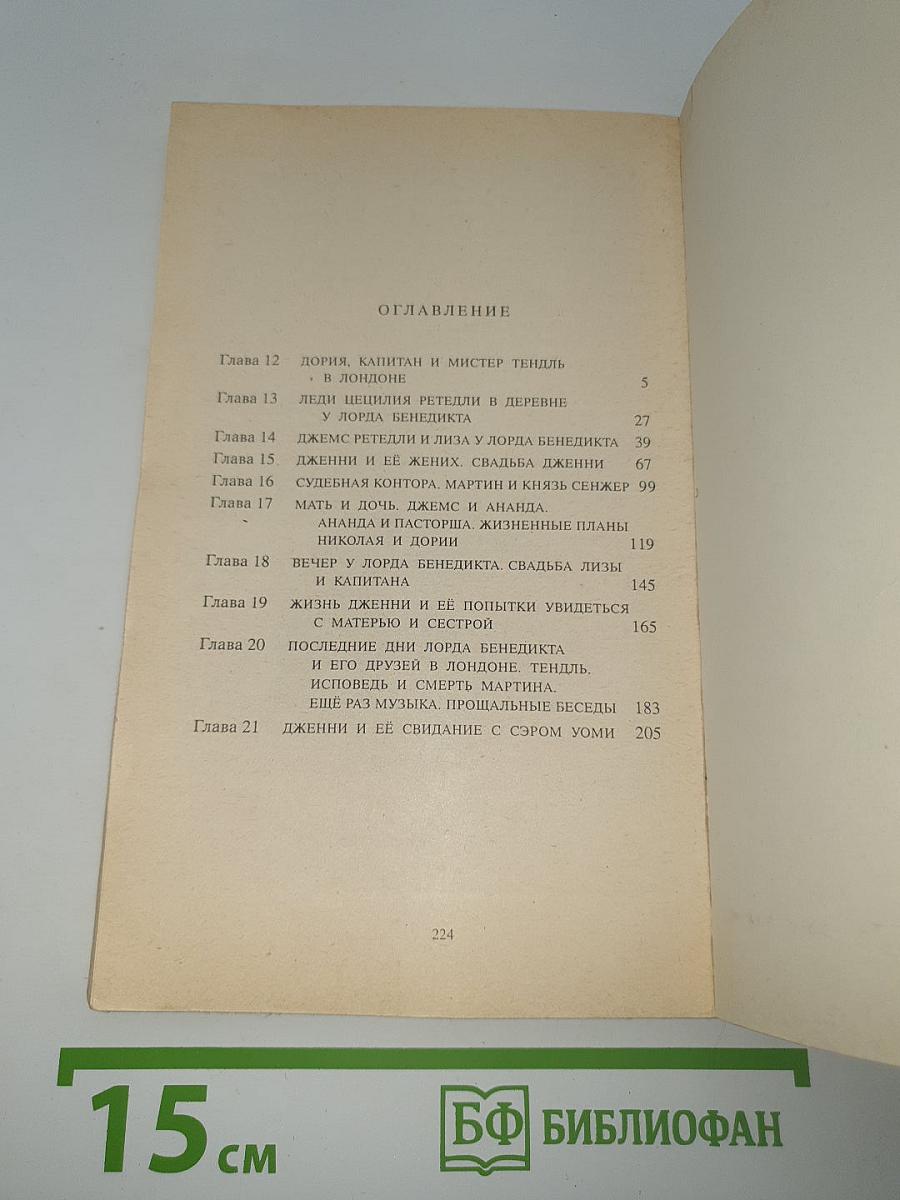 ОГЛАВЛЕНИЕ
Глава 12 ДОРИЯ, КАПИТАН И МИСТЕР ТЕНДЛЬ
В ЛОНДОНЕ 5
Глава 13 ЛЕДИ ЦЕЦИЛИЯ РЕТЕДЛИ В ДЕРЕВНЕ
У ЛОРДА БЕНЕДИКТА 27
Глава 14 ДЖЕМС РЕТЕДЛИ И ЛИЗА У ЛОРДА БЕНЕДИКТА 39
Глава 15 ДЖЕННИ И ЕЁ ЖЕНИХ. СВАДЬБА ДЖЕННИ 67
Глава 16 СУДЕБНАЯ КОНТОРА. МАРТИН И КНЯЗЬ СЕНЖЕР 99
Глава 17 МАТЬ И ДОЧЬ. ДЖЕМС И АНАНДА.
АНАНДА И ПАСТОРША. ЖИЗНЕННЫЕ ПЛАНЫ
НИКОЛАЯ И ДОРИИ 119
Глава 18 ВЕЧЕР У ЛОРДА БЕНЕДИКТА. СВАДЬБА ЛИЗЫ
И КАПИТАНА 145
Глава 19 ЖИЗНЬ ДЖЕННИ И ЕЁ ПОПЫТКИ УВИДЕТЬСЯ
С МАТЕРЬЮ И СЕСТРОЙ 165
Глава 20 ПОСЛЕДНИЕ ДНИ ЛОРДА БЕНЕДИКТА
И ЕГО ДРУЗЕЙ В ЛОНДОНЕ. ТЕНДЛЬ.
ИСПОВЕДЬ И СМЕРТЬ МАРТИНА.
ЕЩЁ РАЗ МУЗЫКА. ПРОЩАЛЬНЫЕ БЕСЕДЫ 183
Глава 21 ДЖЕННИ И ЕЁ СВИДАНИЕ С СЭРОМ УОМИ 205
224
15 см
БФ БИБЛИОФАН